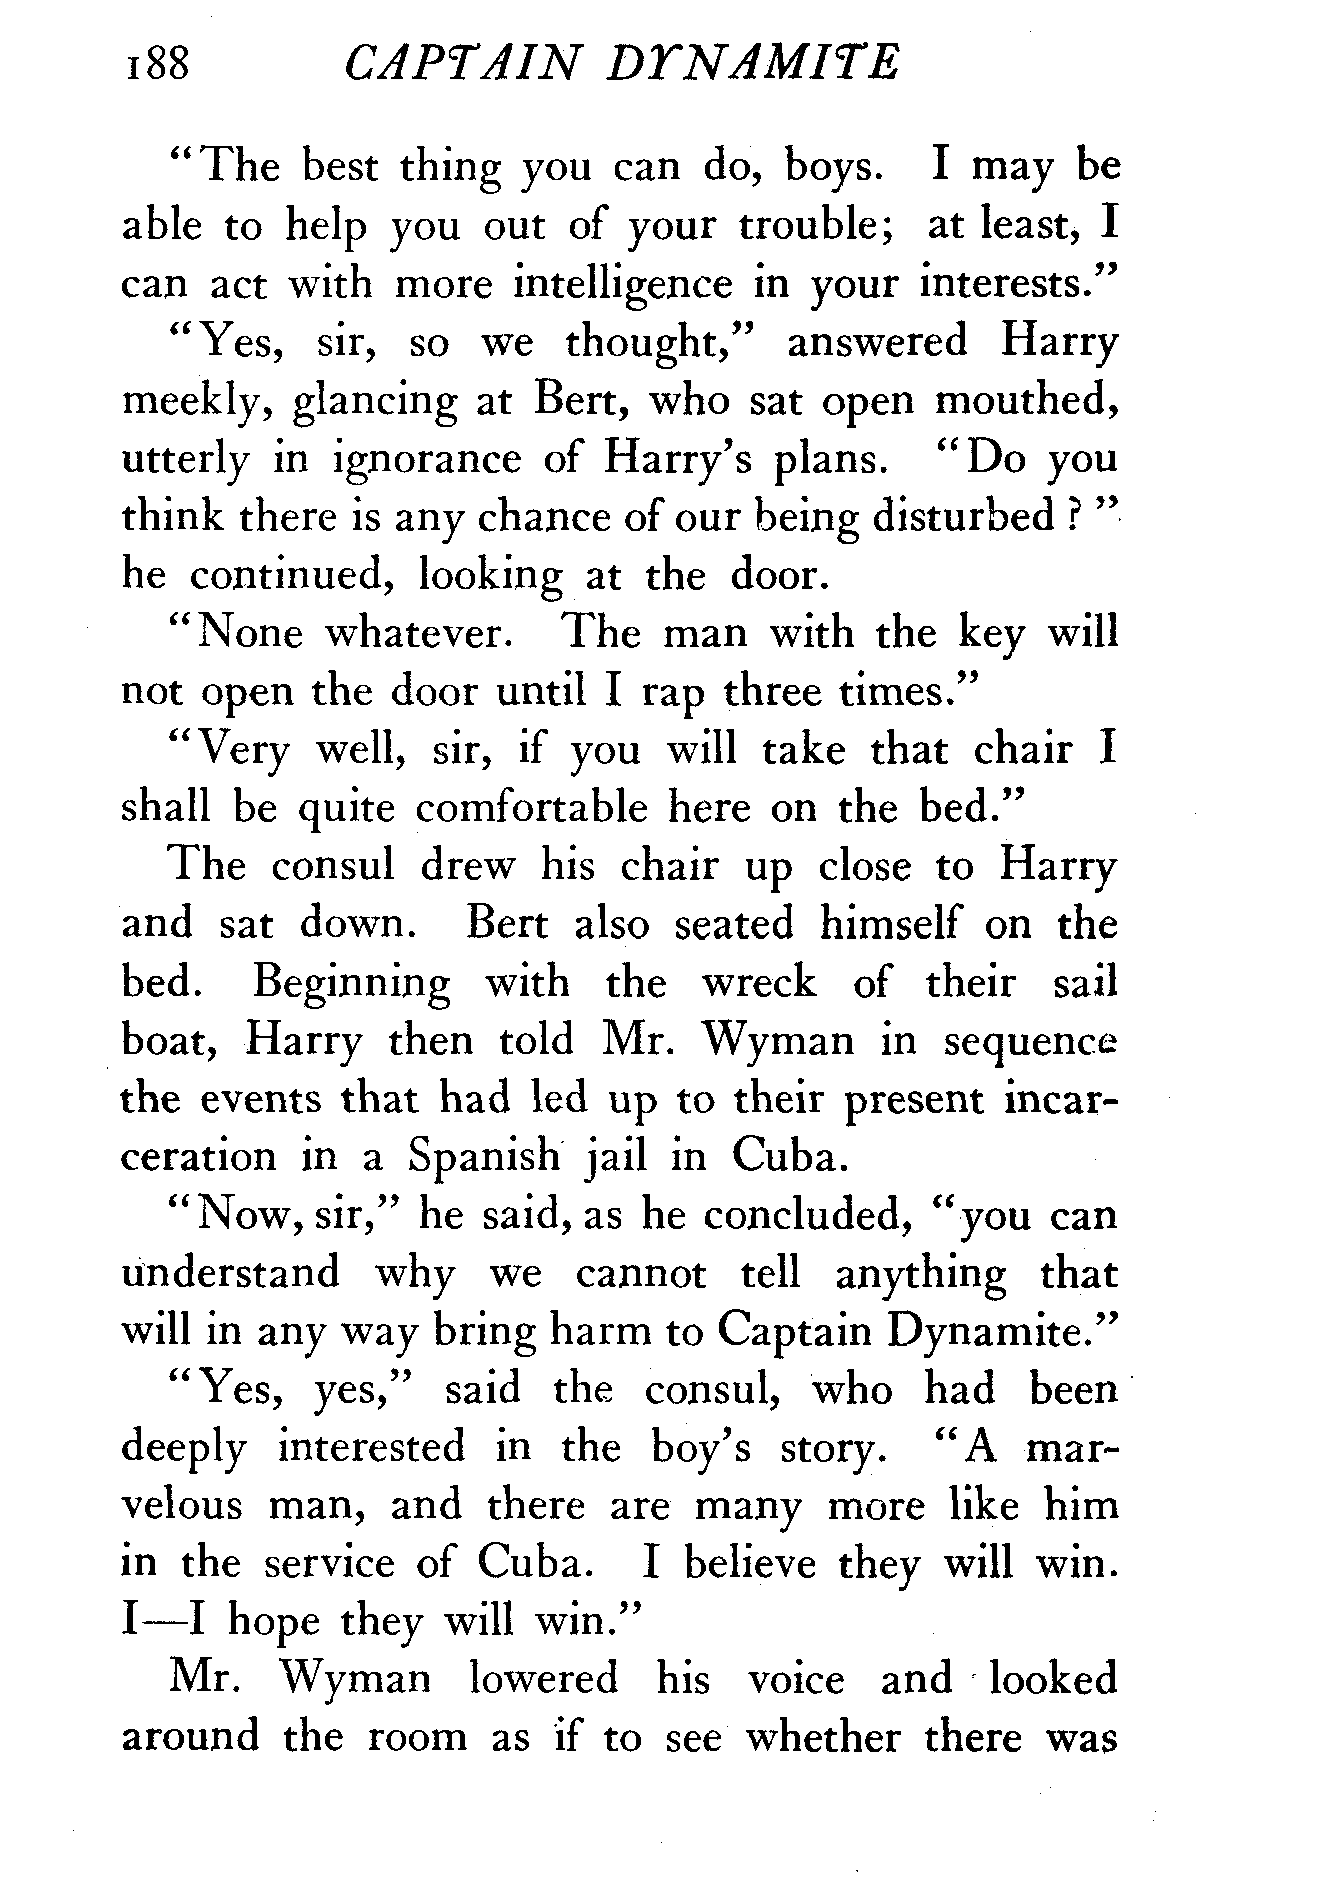 188 CAPTAIN DYNAMITE
"The best thing you can do, boys. I may be
able to help you out of your trouble; at least, I
can act with more intelligence in your interests."
"Yes, sir, so we thought," answered Harry
meekly, glancing at Bert, who sat open mouthed,
utterly in ignorance of Harry's plans. "Do you
think there is any chance of our being disturbed?"
he continued, looking at the door.
"None whatever. The man with the key will
not open the door until I rap three times."
"Very well, sir, if you will take that chair I
shall be quite comfortable here on the bed."
The consul drew his chair up close to Harry
and sat down. Bert also seated himself on the
bed. Beginning with the wreck of their sail
boat, Harry then told Mr. Wyman in sequence
the events that had led up to their present incar-
ceration in a Spanish jail in Cuba.
"Now, sir," he said, as he concluded, "you can
understand why we cannot tell anything that
will in any way bring harm to Captain Dynamite."
"Yes, yes," said the consul, who had been
deeply interested in the boy's story. "A mar-
velous man, and there are many more like him
in the service of Cuba. I believe they will win.
I—I hope they will win."
Mr. Wyman lowered his voice and looked
around the room as if to see whether there was